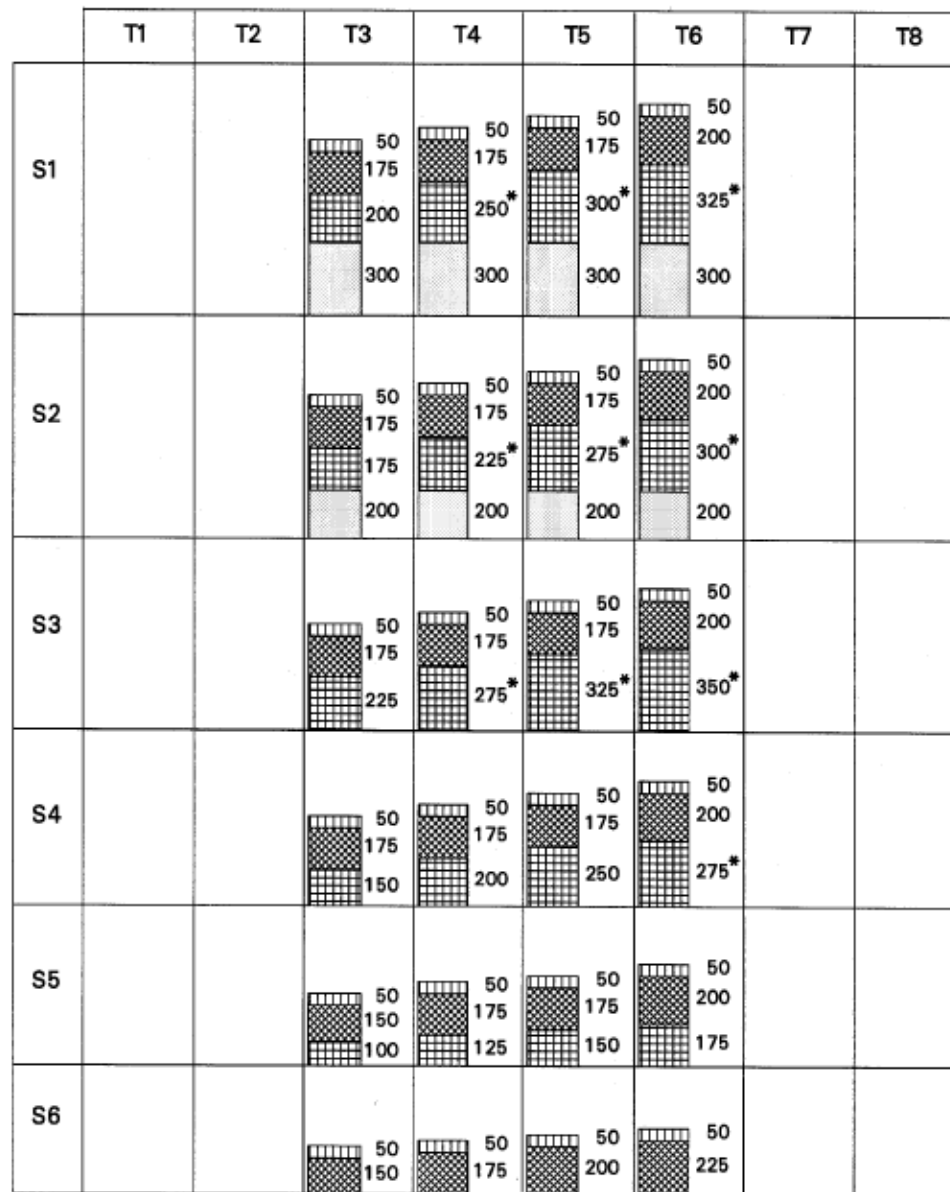 T1 T2 T3 T4 T5 T6 T7 T8
S1
50 50 50 50
175 175 175 200
200 250* 300* 325*
300 300 300 300
S2
50 50 50 50
175 175 175 200
175 225* 275* 300*
200 200 200 200
S3
50 50 50 50
175 175 175 200
225 275* 325* 350*
S4
50 50 50 50
175 175 175 200
150 200 250 275*
S5
50 50 50 50
150 175 175 200
100 125 150 175
S6
50 50 50 50
150 175 200 225